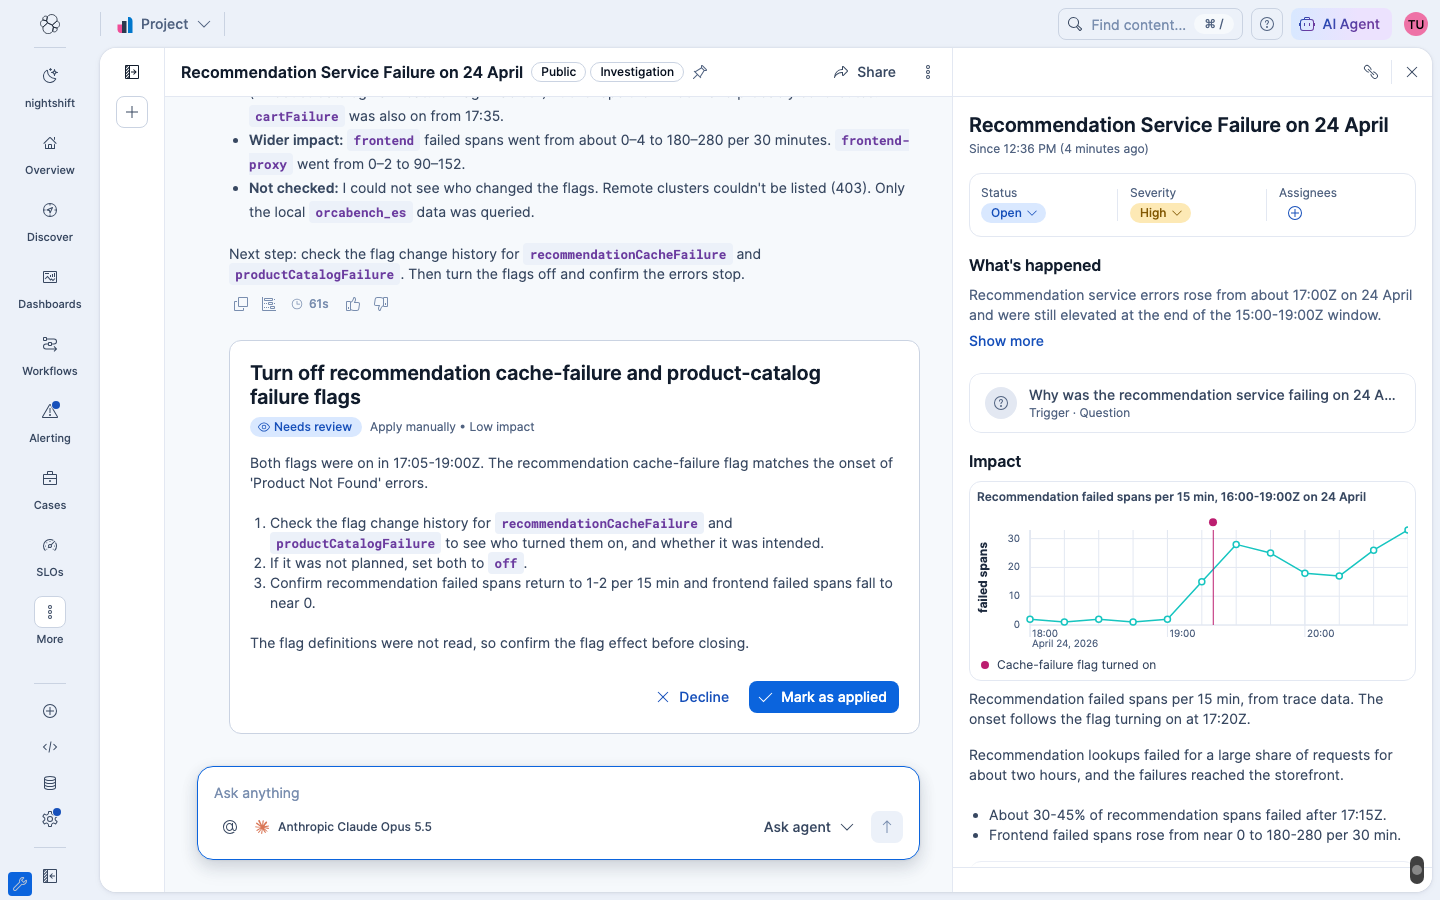 Project
Find content...
⌘ /
AI Agent
TU
nightshift
Overview
Discover
Dashboards
Workflows
Alerting
Cases
SLOs
More
Recommendation Service Failure on 24 April
Public
Investigation
Share
cartFailure was also on from 17:35.
Wider impact: frontend failed spans went from about 0–4 to 180–280 per 30 minutes. frontend-
proxy went from 0–2 to 90–152.
Not checked: I could not see who changed the flags. Remote clusters couldn't be listed (403). Only
the local orcabench_es data was queried.
Next step: check the flag change history for recommendationCacheFailure and
productCatalogFailure. Then turn the flags off and confirm the errors stop.
61s
Turn off recommendation cache-failure and product-catalog
failure flags
Needs review
Apply manually • Low impact
Both flags were on in 17:05-19:00Z. The recommendation cache-failure flag matches the onset of
'Product Not Found' errors.
1. Check the flag change history for recommendationCacheFailure and
productCatalogFailure to see who turned them on, and whether it was intended.
2. If it was not planned, set both to off.
3. Confirm recommendation failed spans return to 1-2 per 15 min and frontend failed spans fall to
near 0.
The flag definitions were not read, so confirm the flag effect before closing.
Decline
Mark as applied
Ask anything
Anthropic Claude Opus 5.5
Ask agent
Recommendation Service Failure on 24 April
Since 12:36 PM (4 minutes ago)
Status
Open
Severity
High
Assignees
What's happened
Recommendation service errors rose from about 17:00Z on 24 April
and were still elevated at the end of the 15:00-19:00Z window.
Show more
Why was the recommendation service failing on 24 A...
Trigger · Question
Impact
Recommendation failed spans per 15 min, 16:00-19:00Z on 24 April
failed spans
30
20
10
0
18:00
April 24, 2026
19:00
20:00
Cache-failure flag turned on
Recommendation failed spans per 15 min, from trace data. The
onset follows the flag turning on at 17:20Z.
Recommendation lookups failed for a large share of requests for
about two hours, and the failures reached the storefront.
About 30-45% of recommendation spans failed after 17:15Z.
Frontend failed spans rose from near 0 to 180-280 per 30 min.